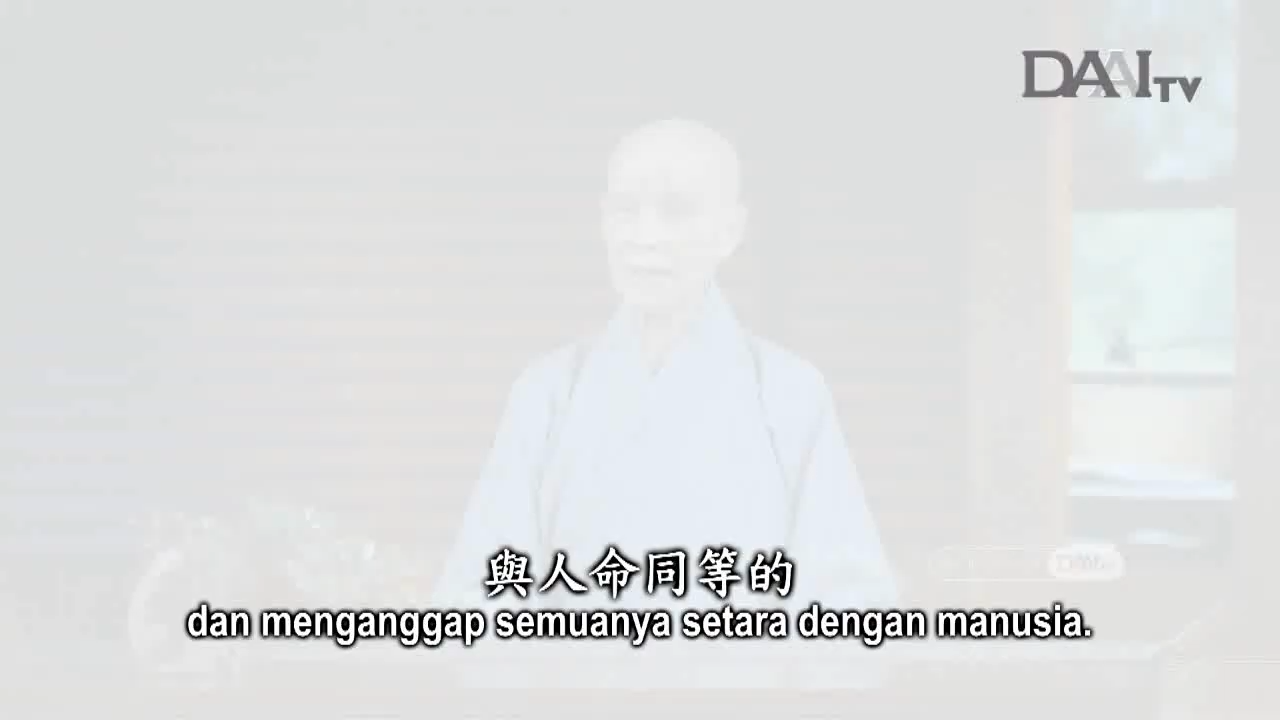 DAAI TV
與人命同等的
dan menganggap semuanya setara dengan manusia.